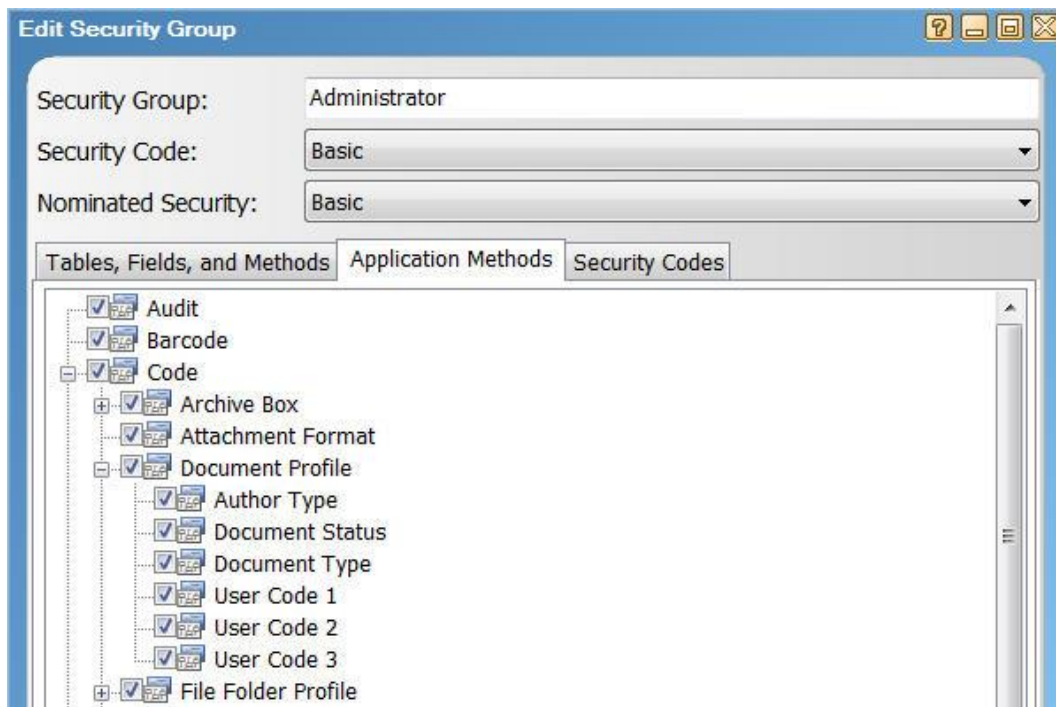 Edit Security Group
Security Group: Administrator
Security Code: Basic
Nominated Security: Basic
Tables, Fields, and Methods Application Methods Security Codes
Audit
Barcode
Code
Archive Box
Attachment Format
Document Profile
Author Type
Document Status
Document Type
User Code 1
User Code 2
User Code 3
File Folder Profile